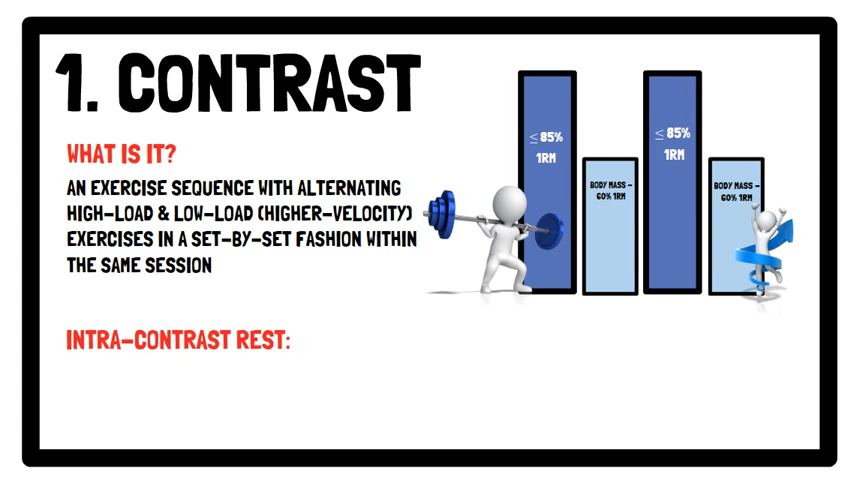 1. CONTRAST
WHAT IS IT?
AN EXERCISE SEQUENCE WITH ALTERNATING
HIGH-LOAD & LOW-LOAD (HIGHER-VELOCITY)
EXERCISES IN A SET-BY-SET FASHION WITHIN
THE SAME SESSION
INTRA-CONTRAST REST:
≤ 85%
1RM
BODY MASS –
60% 1RM
≤ 85%
1RM
BODY MASS –
60% 1RM